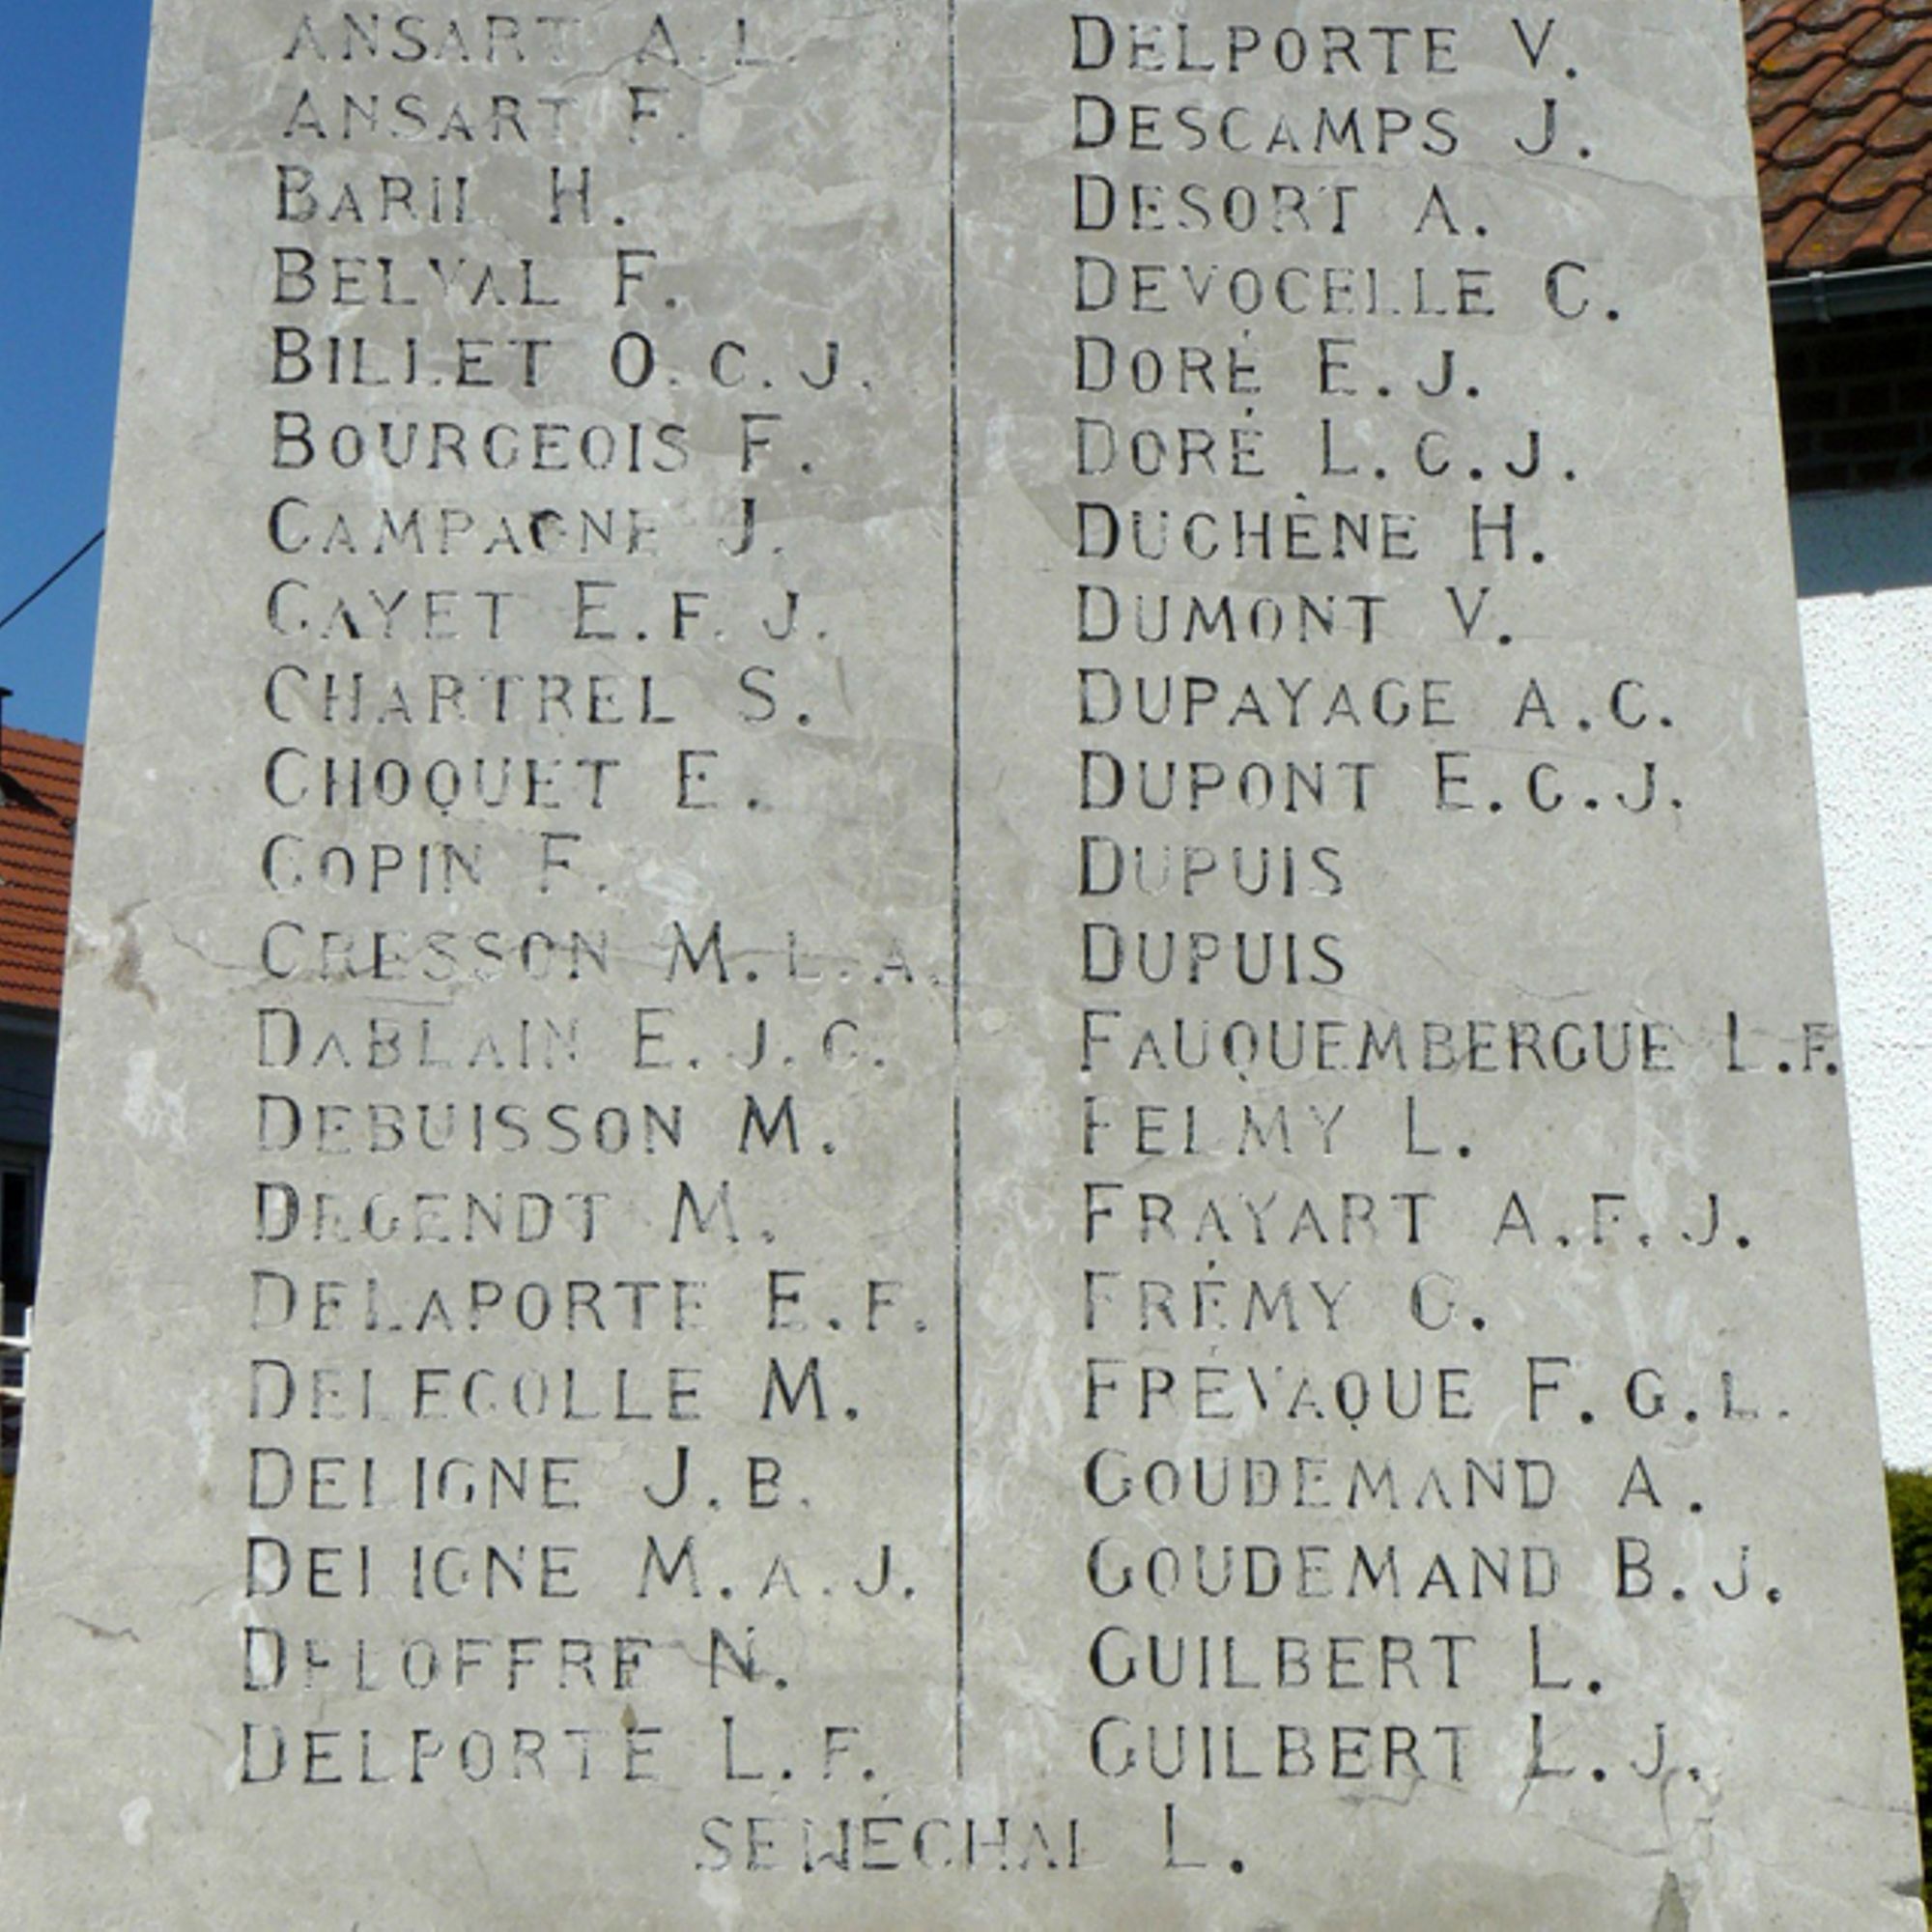 ANSART A.L.
ANSART F.
BARIL H.
BELVAL F.
BILLET O.C.J.
BOURGEOIS F.
CAMPAGNE J.
CAYET E.F.J.
CHARTREL S.
CHOQUET E.
COPIN F.
CRESSON M.L.A.
DABLAIN E.J.C.
DEBUISSON M.
DEGENDT M.
DELAPORTE E.F.
DELECOLLE M.
DELIGNE J.B.
DELIGNE M.A.J.
DELOFFRE N.
DELPORTE L.F.
DELPORTE V.
DESCAMPS J.
DESORT A.
DEVOCELLE C.
DORÉ E.J.
DORÉ L.C.J.
DUCHÈNE H.
DUMONT V.
DUPAYAGE A.C.
DUPONT E.C.J.
DUPUIS
DUPUIS
FAUQUEMBERGUE L.F.
FELMY L.
FRAYART A.F.J.
FRÉMY G.
FRÉVAQUE F.G.L.
GOUDEMAND A.
GOUDEMAND B.J.
GUILBERT L.
GUILBERT L.J.
SENÉCHAL L.